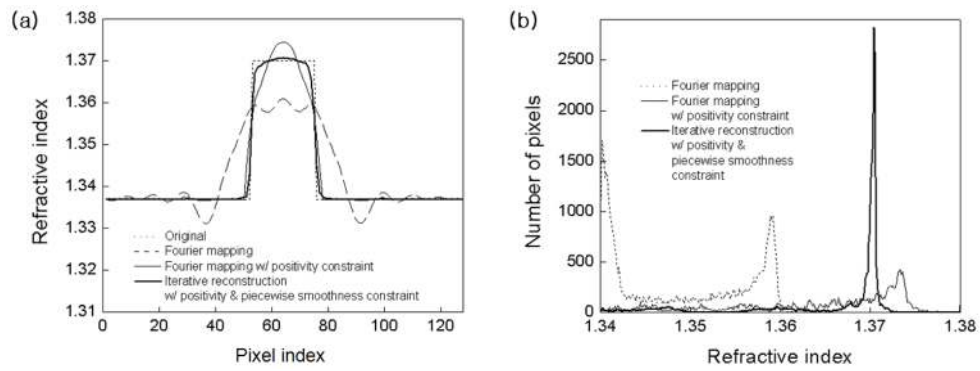 (a)
1.38
1.37
1.36
1.35
1.34
1.33
1.32
1.31
Refractive index
Original
Fourier mapping
Fourier mapping w/ positivity constraint
Iterative reconstruction
w/ positivity & piecewise smoothness constraint
0 20 40 60 80 100 120
Pixel index
(b)
2500
2000
1500
1000
500
0
Number of pixels
Fourier mapping
Fourier mapping
w/ positivity constraint
Iterative reconstruction
w/ positivity &
piecewise smoothness
constraint
1.34 1.35 1.36 1.37 1.38
Refractive index